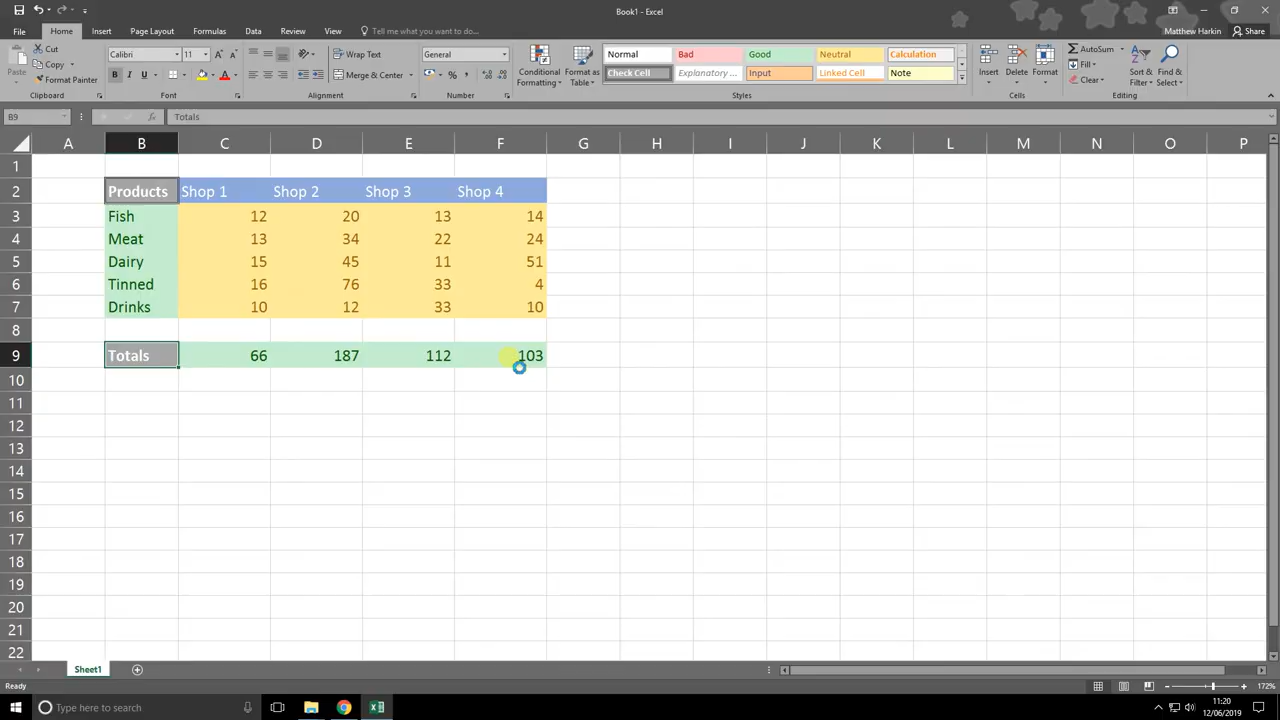 Book1 - Excel
Matthew Harkin
Share
File Home Insert Page Layout Formulas Data Review View Tell me what you want to do...
Paste
Cut
Copy
Format Painter
Clipboard
Calibri 11
B I U
Font
Wrap Text
Merge & Center
Alignment
General
%
Number
Conditional Formatting
Format as Table
Normal Bad Good Neutral Calculation
Check Cell Explanatory ... Input Linked Cell Note
Styles
Insert Delete Format
Cells
AutoSum
Fill
Clear
Sort & Filter
Find & Select
Editing
B9 fx Totals
A B C D E F G H I J K L M N O P
1
2 Products Shop 1 Shop 2 Shop 3 Shop 4
3 Fish 12 20 13 14
4 Meat 13 34 22 24
5 Dairy 15 45 11 51
6 Tinned 16 76 33 4
7 Drinks 10 12 33 10
8
9 Totals 66 187 112 103
10
11
12
13
14
15
16
17
18
19
20
21
22
Sheet1
Ready
172%
Type here to search
11:20
12/06/2019